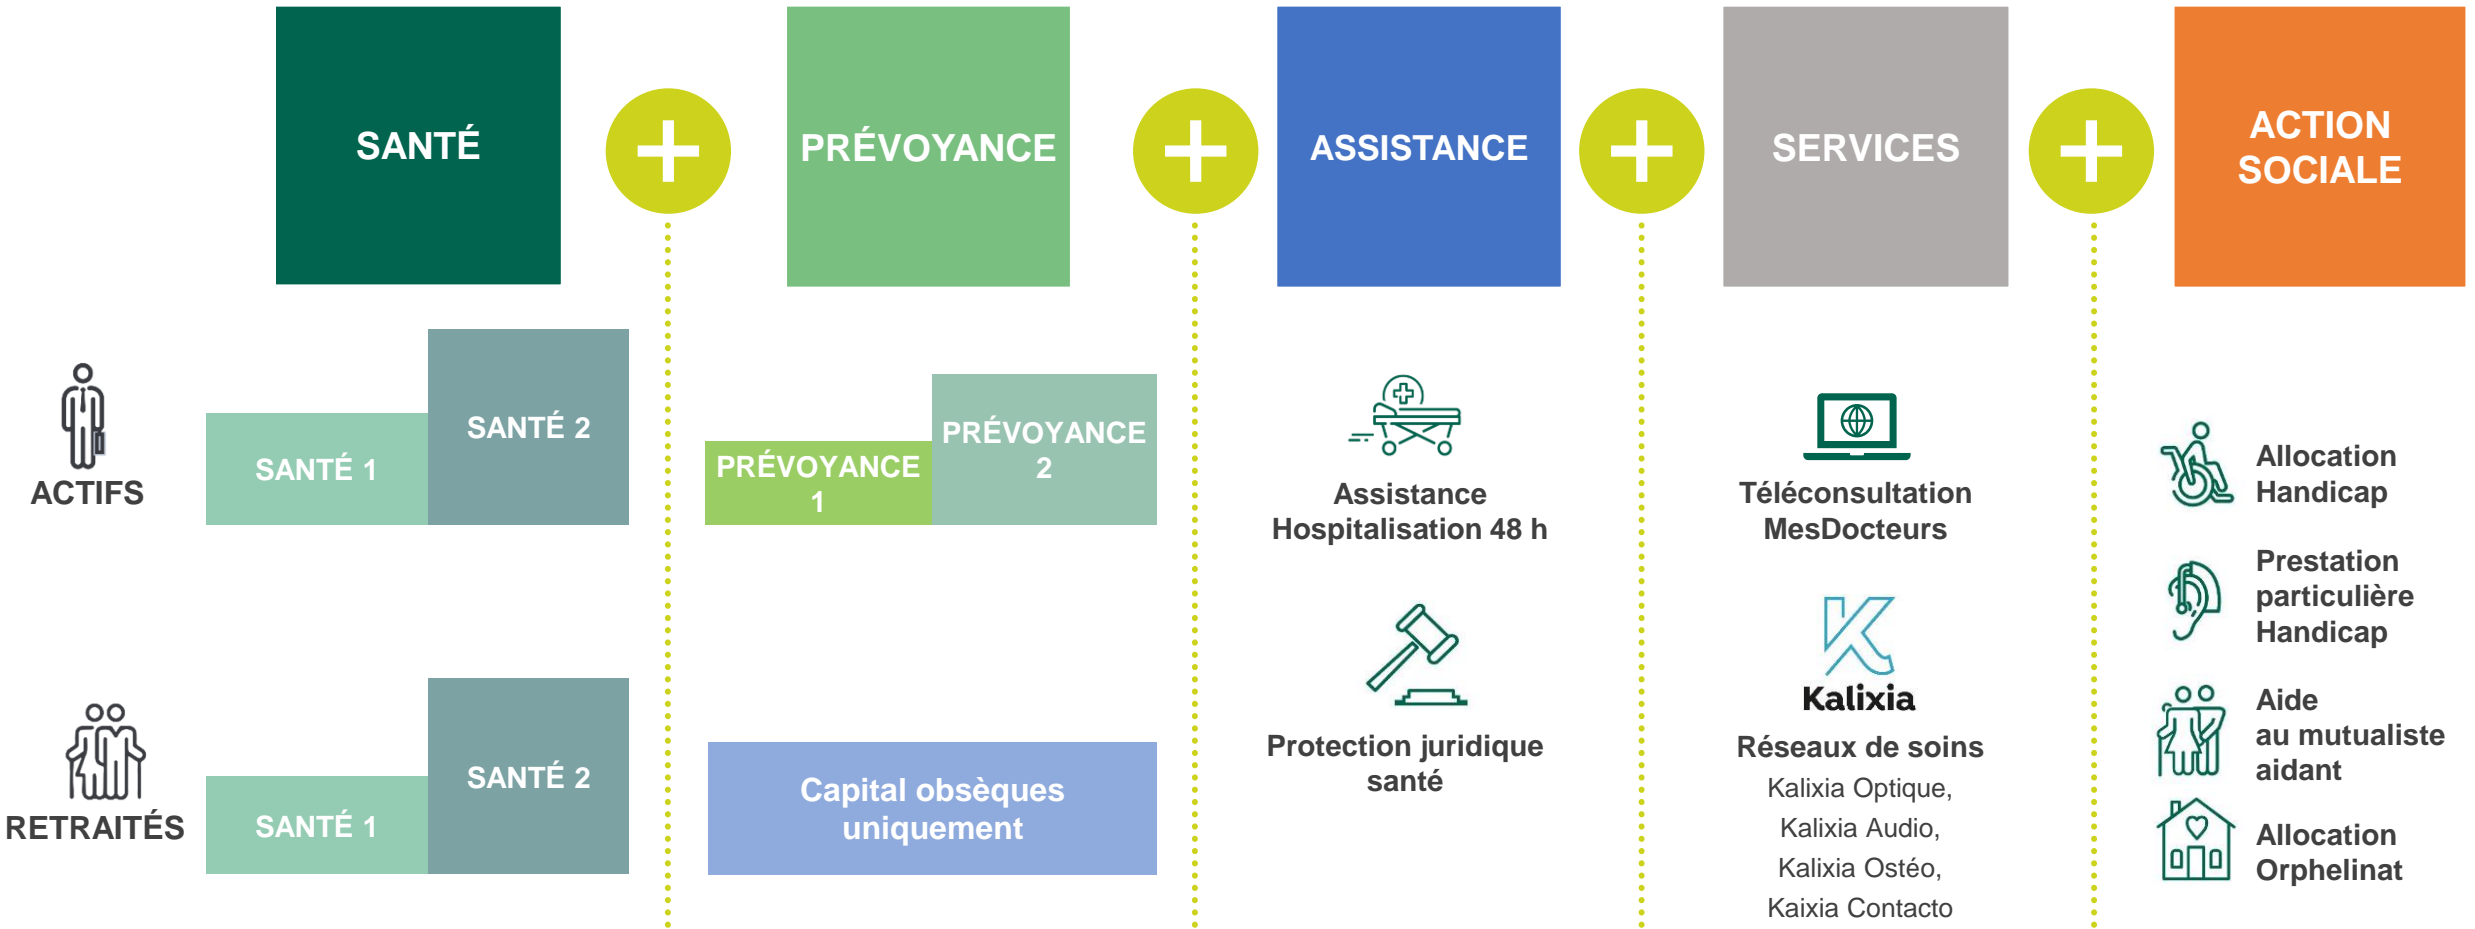 SANTÉ
PRÉVOYANCE
ASSISTANCE
SERVICES
ACTION
SOCIALE
ACTIFS
SANTÉ 1
SANTÉ 2
PRÉVOYANCE
1
PRÉVOYANCE
2
RETRAITÉS
SANTÉ 1
SANTÉ 2
Capital obsèques
uniquement
Assistance
Hospitalisation 48 h
Protection juridique
santé
Téléconsultation
MesDocteurs
Kalixia
Réseaux de soins
Kalixia Optique,
Kalixia Audio,
Kalixia Ostéo,
Kaixia Contacto
Allocation
Handicap
Prestation
particulière
Handicap
Aide
au mutualiste
aidant
Allocation
Orphelinat